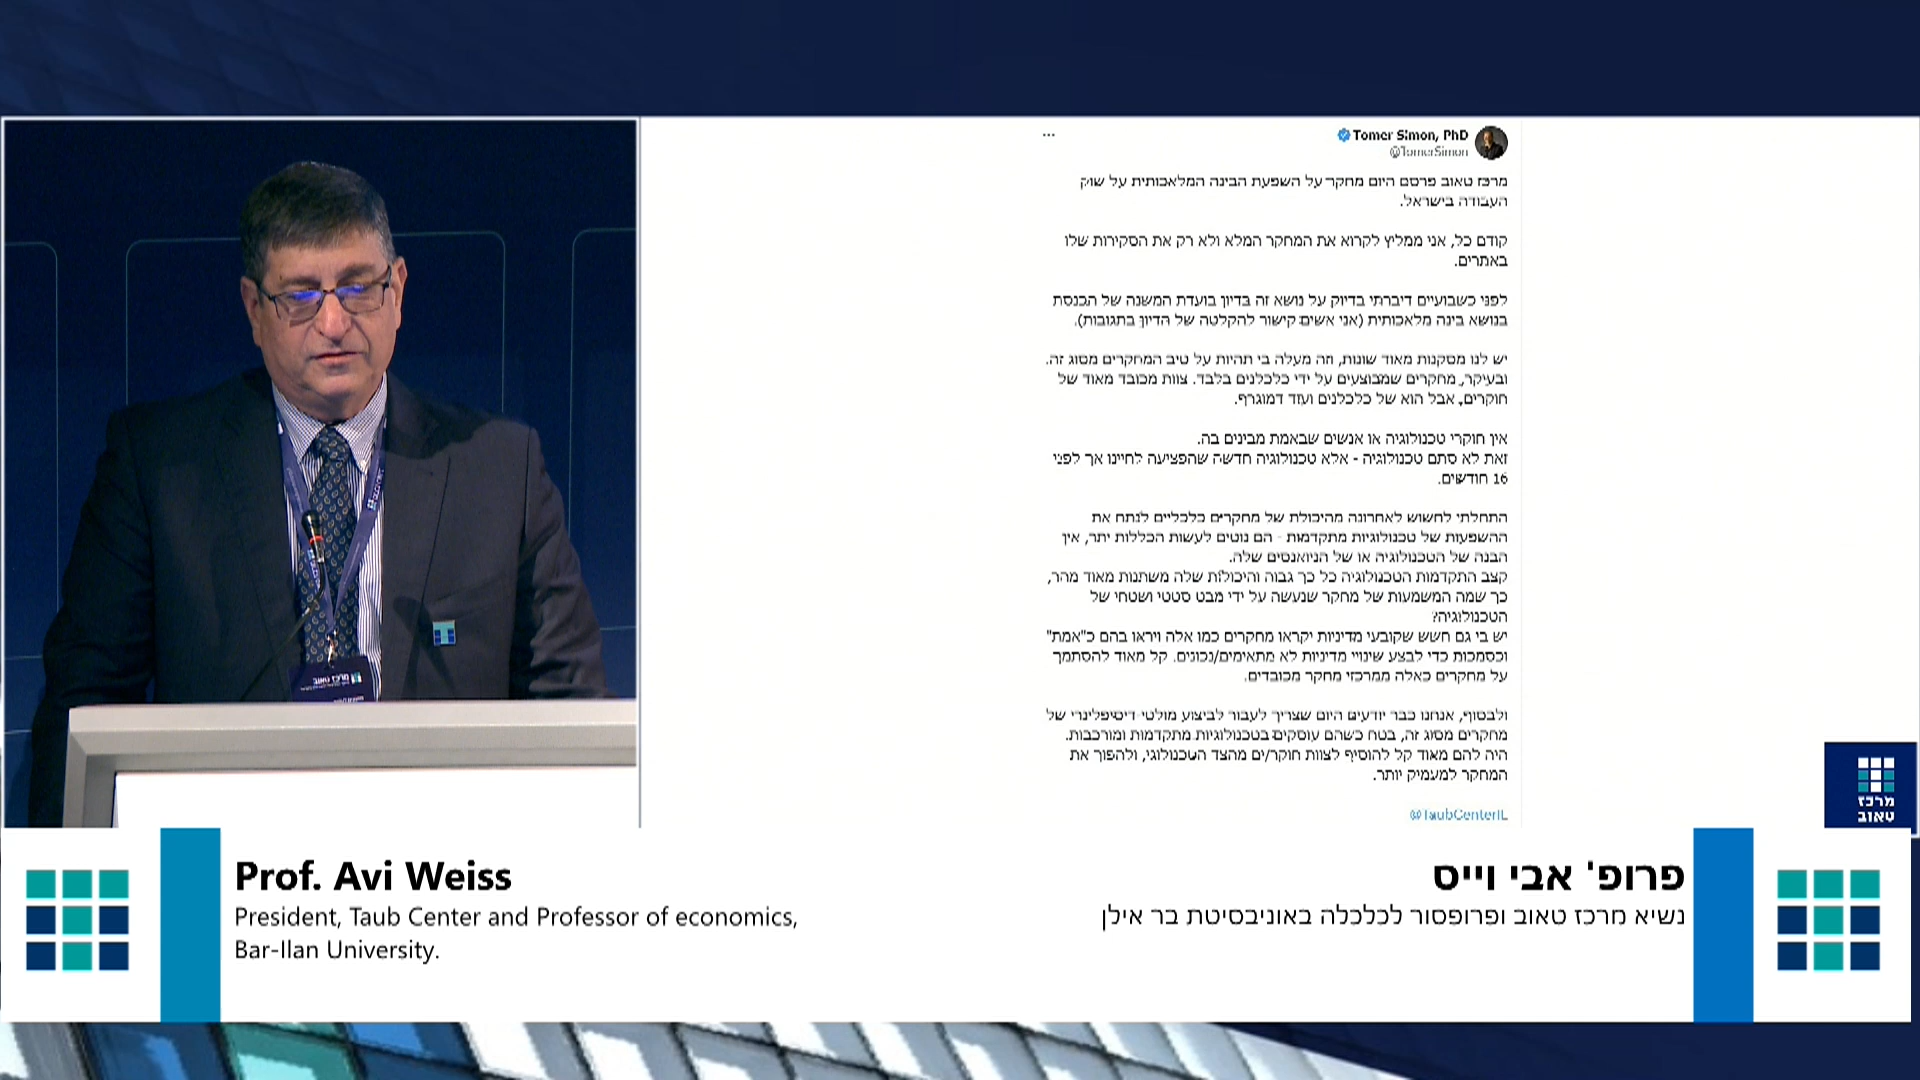 Tomer Simon, PhD
@TomerSimon
מרכז טאוב פרסם היום מחקר על השפעת הבינה המלאכותית על שוק
העבודה בישראל.
קודם כל, אני ממליץ לקרוא את המחקר המלא ולא רק את הסקירות שלו
באתרים.
לפני כשבועיים דיברתי בדיוק על נושא זה בדיון בועדת המשנה של הכנסת
בנושא בינה מלאכותית (אני אשים קישור להקלטה של הדיון בתגובות).
יש לנו מסקנות מאוד שונות, וזה מעלה בי תהיות על טיב המחקרים מסוג זה.
ובעיקר, מחקרים שמבוצעים על ידי כלכלנים בלבד. צוות מכובד מאוד של
חוקרים, אבל הוא של כלכלנים ועוד דמוגרף.
אין חוקרי טכנולוגיה או אנשים שבאמת מבינים בה.
זאת לא סתם טכנולוגיה - אלא טכנולוגיה חדשה שהפציעה לחיינו אך לפני
16 חודשים.
התחלתי לחשוש לאחרונה מהיכולת של מחקרים כלכליים לנתח את
ההשפעות של טכנולוגיות מתקדמות - הם נוטים לעשות הכללות יתר, אין
הבנה של הטכנולוגיה או של הניואנסים שלה.
קצב התקדמות הטכנולוגיה כל כך גבוה והיכולות שלה משתנות מאוד מהר,
כך שמה המשמעות של מחקר שנעשה על ידי מבט סטטי ושטחי של
הטכנולוגיה?
יש בי גם חשש שקובעי מדיניות יקראו מחקרים כמו אלה ויראו בהם כ"אמת"
וכסמכות כדי לבצע שינויי מדיניות לא מתאימים/נכונים. קל מאוד להסתמך
על מחקרים כאלה ממרכזי מחקר מכובדים.
ולבסוף, אנחנו כבר יודעים היום שצריך לעבור לביצוע מולטי-דיסיפלינרי של
מחקרים מסוג זה, בטח כשהם עוסקים בטכנולוגיות מתקדמות ומורכבות.
היה להם מאוד קל להוסיף לצוות חוקר/ים מהצד הטכנולוגי, ולהפוך את
המחקר למעמיק יותר.
@TaubCenterIL
מרכז
טאוב
מרכז טאוב
Prof. Avi Weiss
President, Taub Center and Professor of economics,
Bar-Ilan University.
פרופ' אבי וייס
נשיא מרכז טאוב ופרופסור לכלכלה באוניבסיטת בר אילן